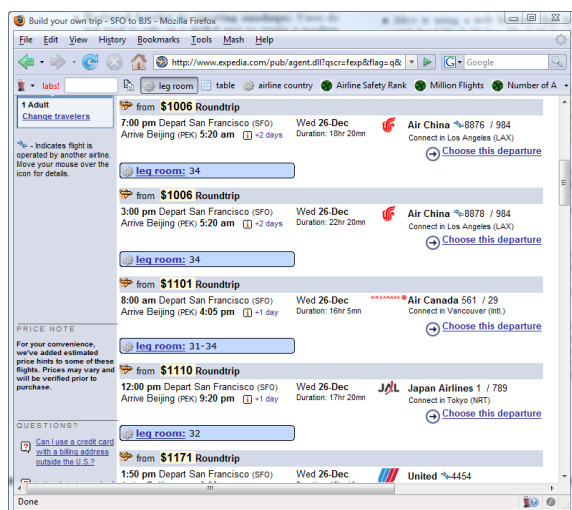 Build your own trip - SFO to BJS - Mozilla Firefox
File Edit View History Bookmarks Tools Mash Help
http://www.expedia.com/pub/agent.dll?qscr=fexp&flag=q& Google
labs! leg room table airline country Airline Safety Rank Million Flights Number of A
1 Adult
Change travelers
- Indicates flight is
operated by another airline.
Move your mouse over the
icon for details.
PRICE NOTE
For your convenience,
we've added estimated
price hints to some of these
flights. Prices may vary and
will be verified prior to
purchase.
QUESTIONS?
Can I use a credit card
with a billing address
outside the U.S.?
from $1006 Roundtrip
7:00 pm Depart San Francisco (SFO) Wed 26-Dec Air China 8876 / 984
Arrive Beijing (PEK) 5:20 am +2 days Duration: 18hr 20mn Connect in Los Angeles (LAX)
Choose this departure
leg room: 34
from $1006 Roundtrip
3:00 pm Depart San Francisco (SFO) Wed 26-Dec Air China 8878 / 984
Arrive Beijing (PEK) 5:20 am +2 days Duration: 22hr 20mn Connect in Los Angeles (LAX)
Choose this departure
leg room: 34
from $1101 Roundtrip
8:00 am Depart San Francisco (SFO) Wed 26-Dec AIR CANADA Air Canada 561 / 29
Arrive Beijing (PEK) 4:05 pm +1 day Duration: 16hr 5mn Connect in Vancouver (Intl.)
Choose this departure
leg room: 31-34
from $1110 Roundtrip
12:00 pm Depart San Francisco (SFO) Wed 26-Dec JAL Japan Airlines 1 / 789
Arrive Beijing (PEK) 9:20 pm +1 day Duration: 17hr 20mn Connect in Tokyo (NRT)
Choose this departure
leg room: 32
from $1171 Roundtrip
1:50 pm Depart San Francisco (SFO) Wed 26-Dec United 4454
Done